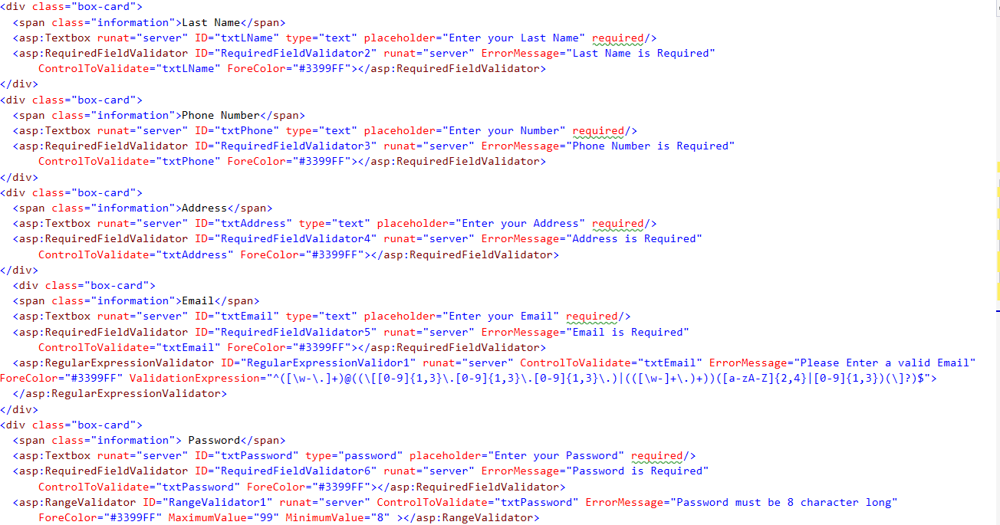 <div class="box-card">
<span class="information">Last Name</span>
<asp:Textbox runat="server" ID="txtLName" type="text" placeholder="Enter your Last Name" required/>
<asp:RequiredFieldValidator ID="RequiredFieldValidator2" runat="server" ErrorMessage="Last Name is Required"
ControlToValidate="txtLName" ForeColor="#3399FF"></asp:RequiredFieldValidator>
</div>
<div class="box-card">
<span class="information">Phone Number</span>
<asp:Textbox runat="server" ID="txtPhone" type="text" placeholder="Enter your Number" required/>
<asp:RequiredFieldValidator ID="RequiredFieldValidator3" runat="server" ErrorMessage="Phone Number is Required"
ControlToValidate="txtPhone" ForeColor="#3399FF"></asp:RequiredFieldValidator>
</div>
<div class="box-card">
<span class="information">Address</span>
<asp:Textbox runat="server" ID="txtAddress" type="text" placeholder="Enter your Address" required/>
<asp:RequiredFieldValidator ID="RequiredFieldValidator4" runat="server" ErrorMessage="Address is Required"
ControlToValidate="txtAddress" ForeColor="#3399FF"></asp:RequiredFieldValidator>
</div>
<div class="box-card">
<span class="information">Email</span>
<asp:Textbox runat="server" ID="txtEmail" type="text" placeholder="Enter your Email" required/>
<asp:RequiredFieldValidator ID="RequiredFieldValidator5" runat="server" ErrorMessage="Email is Required"
ControlToValidate="txtEmail" ForeColor="#3399FF"></asp:RequiredFieldValidator>
<asp:RegularExpressionValidator ID="RegularExpressionValidor1" runat="server" ControlToValidate="txtEmail" ErrorMessage="Please Enter a valid Email"
ForeColor="#3399FF" ValidationExpression="^([\w-\.]+)@((\[[0-9]{1,3}\.[0-9]{1,3}\.[0-9]{1,3}\.)|(([\w-]+\.)+))([a-zA-Z]{2,4}|[0-9]{1,3})(\]?)$">
</asp:RegularExpressionValidator>
</div>
<div class="box-card">
<span class="information"> Password</span>
<asp:Textbox runat="server" ID="txtPassword" type="password" placeholder="Enter your Password" required/>
<asp:RequiredFieldValidator ID="RequiredFieldValidator6" runat="server" ErrorMessage="Password is Required"
ControlToValidate="txtPassword" ForeColor="#3399FF"></asp:RequiredFieldValidator>
<asp:RangeValidator ID="RangeValidator1" runat="server" ControlToValidate="txtPassword" ErrorMessage="Password must be 8 character long"
ForeColor="#3399FF" MaximumValue="99" MinimumValue="8" ></asp:RangeValidator>